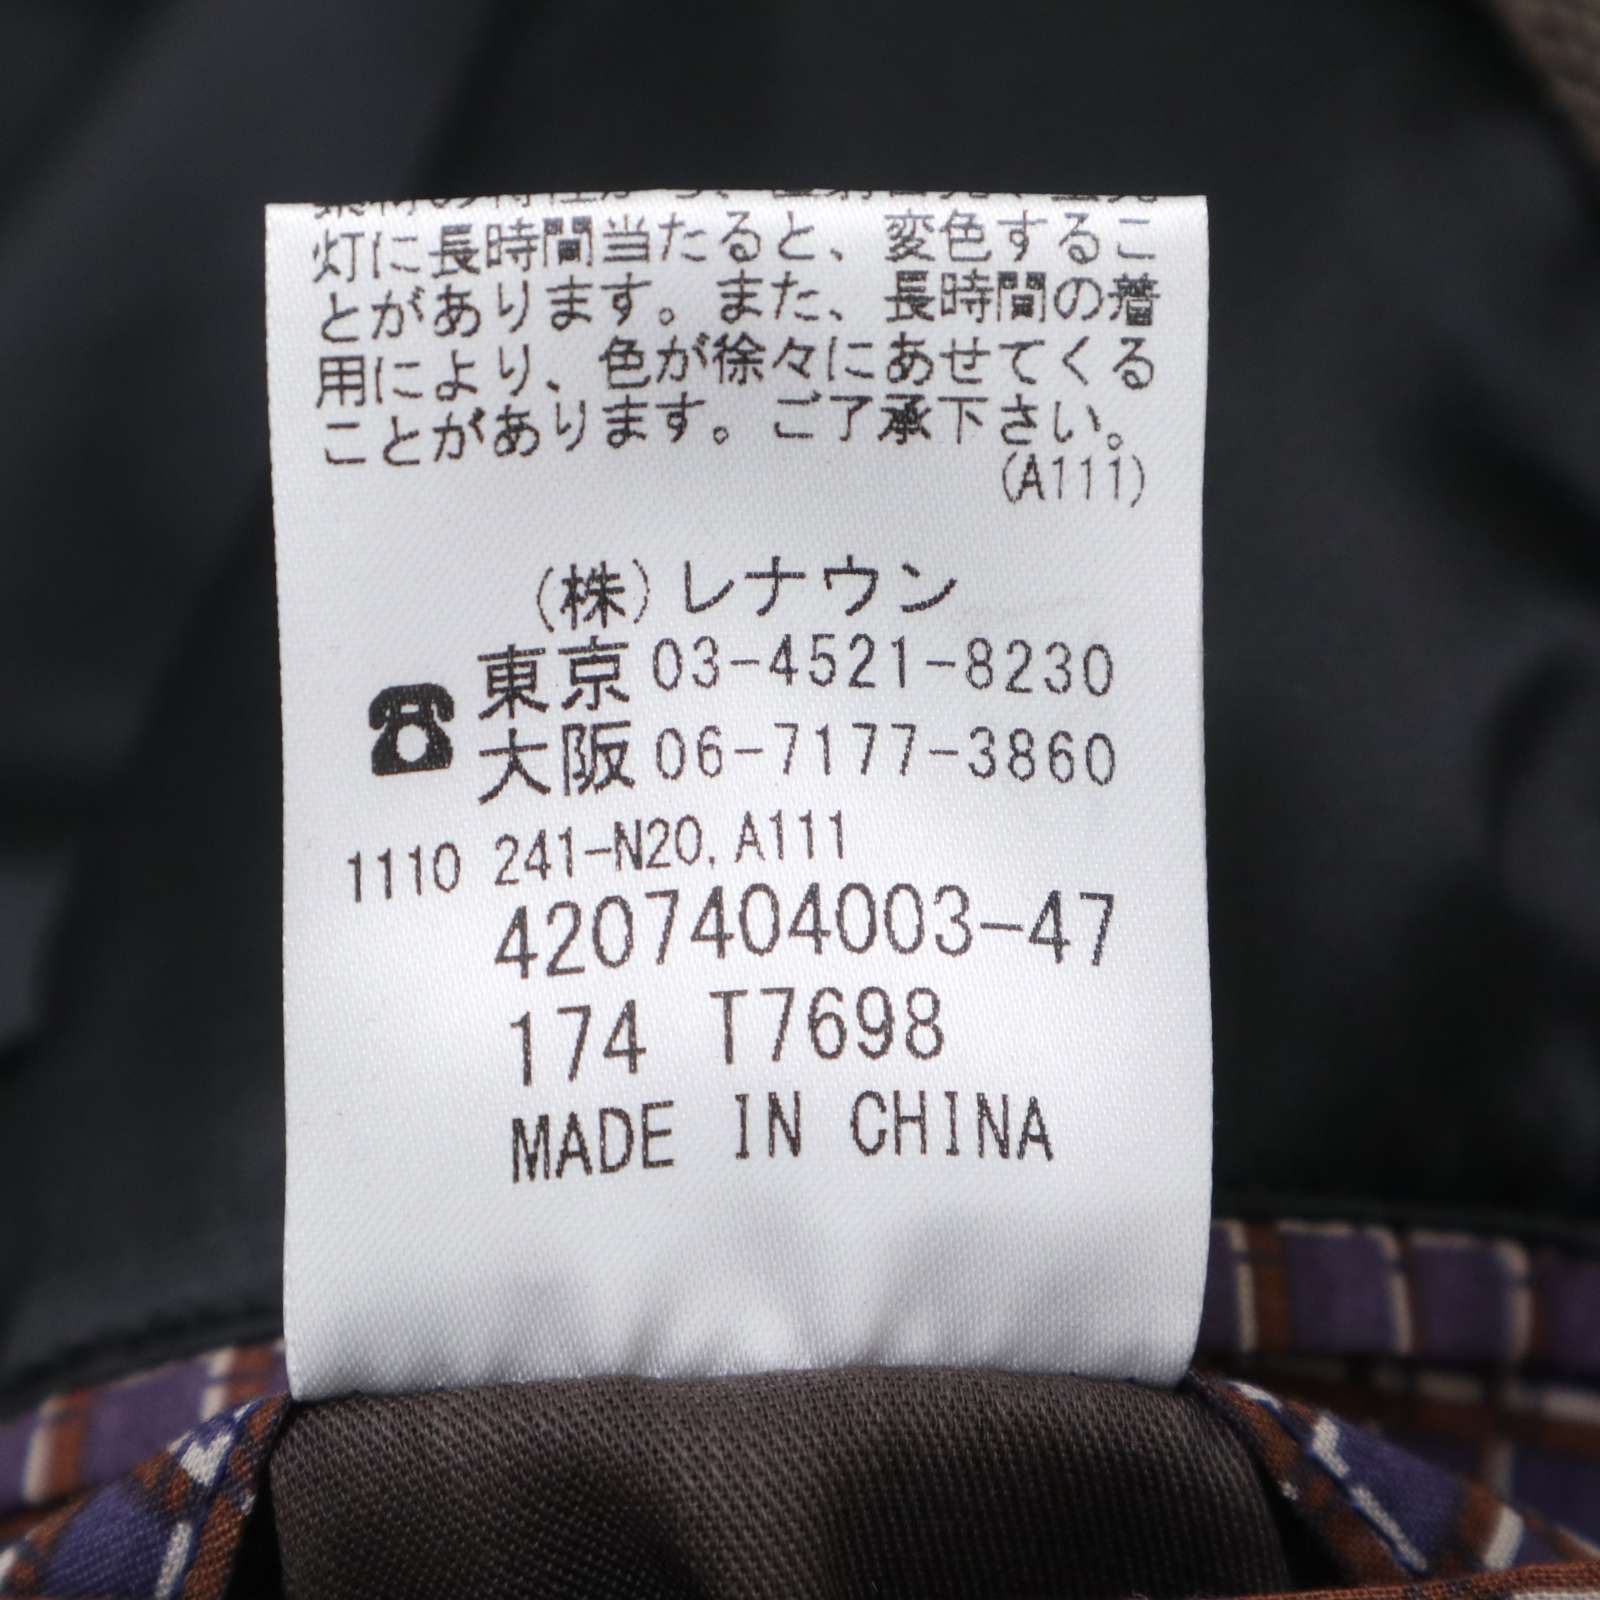 灯に長時間当たると、変色するこ
とがあります。また、長時間の着
用により、色が徐々にあせてくる
ことがあります。ご了承下さい。
(A111)
(株)レナウン
東京 03-4521-8230
大阪 06-7177-3860
1110 241-N20,A111
4207404003-47
174 T7698
MADE IN CHINA